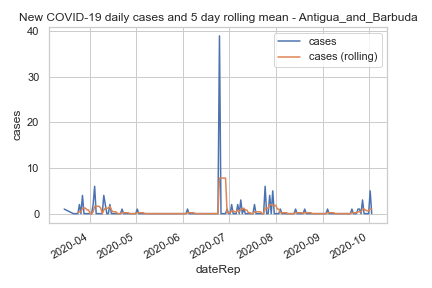 New COVID-19 daily cases and 5 day rolling mean - Antigua_and_Barbuda
cases
cases (rolling)
40
30
20
10
0
cases
2020-04
2020-05
2020-06
2020-07
2020-08
2020-09
2020-10
dateRep